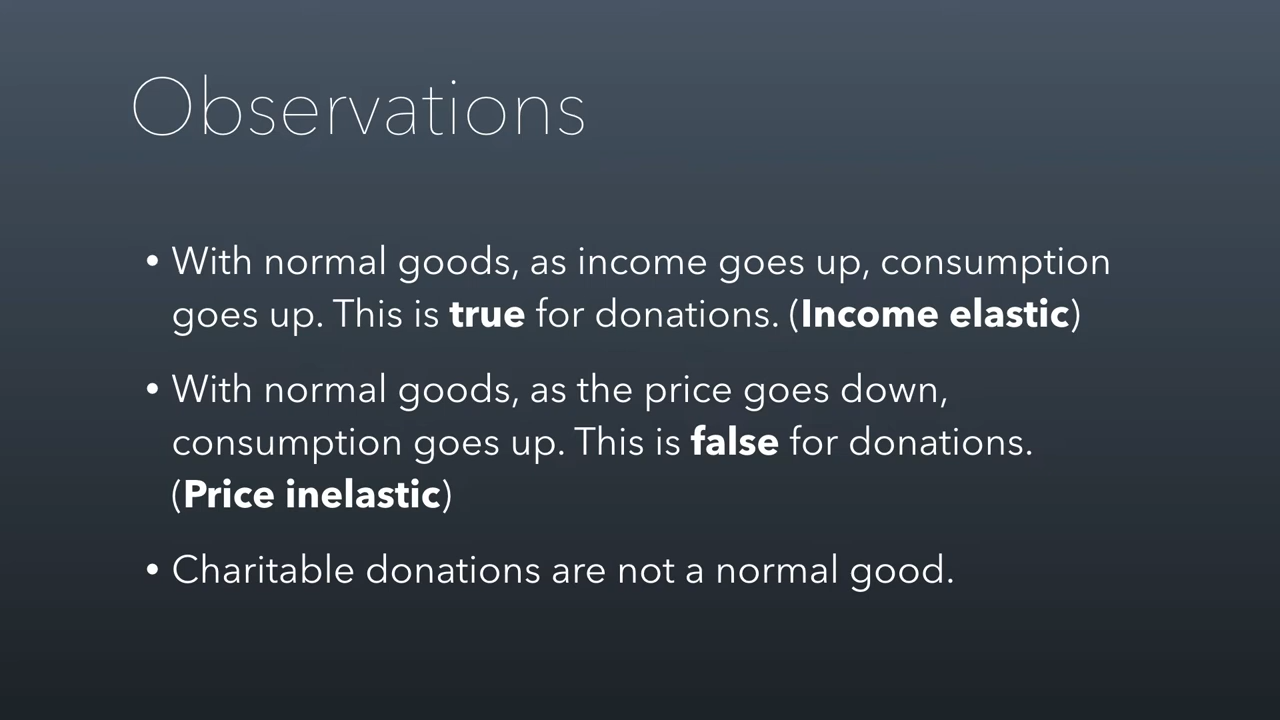 Observations
• With normal goods, as income goes up, consumption
goes up. This is true for donations. (Income elastic)
• With normal goods, as the price goes down,
consumption goes up. This is false for donations.
(Price inelastic)
• Charitable donations are not a normal good.